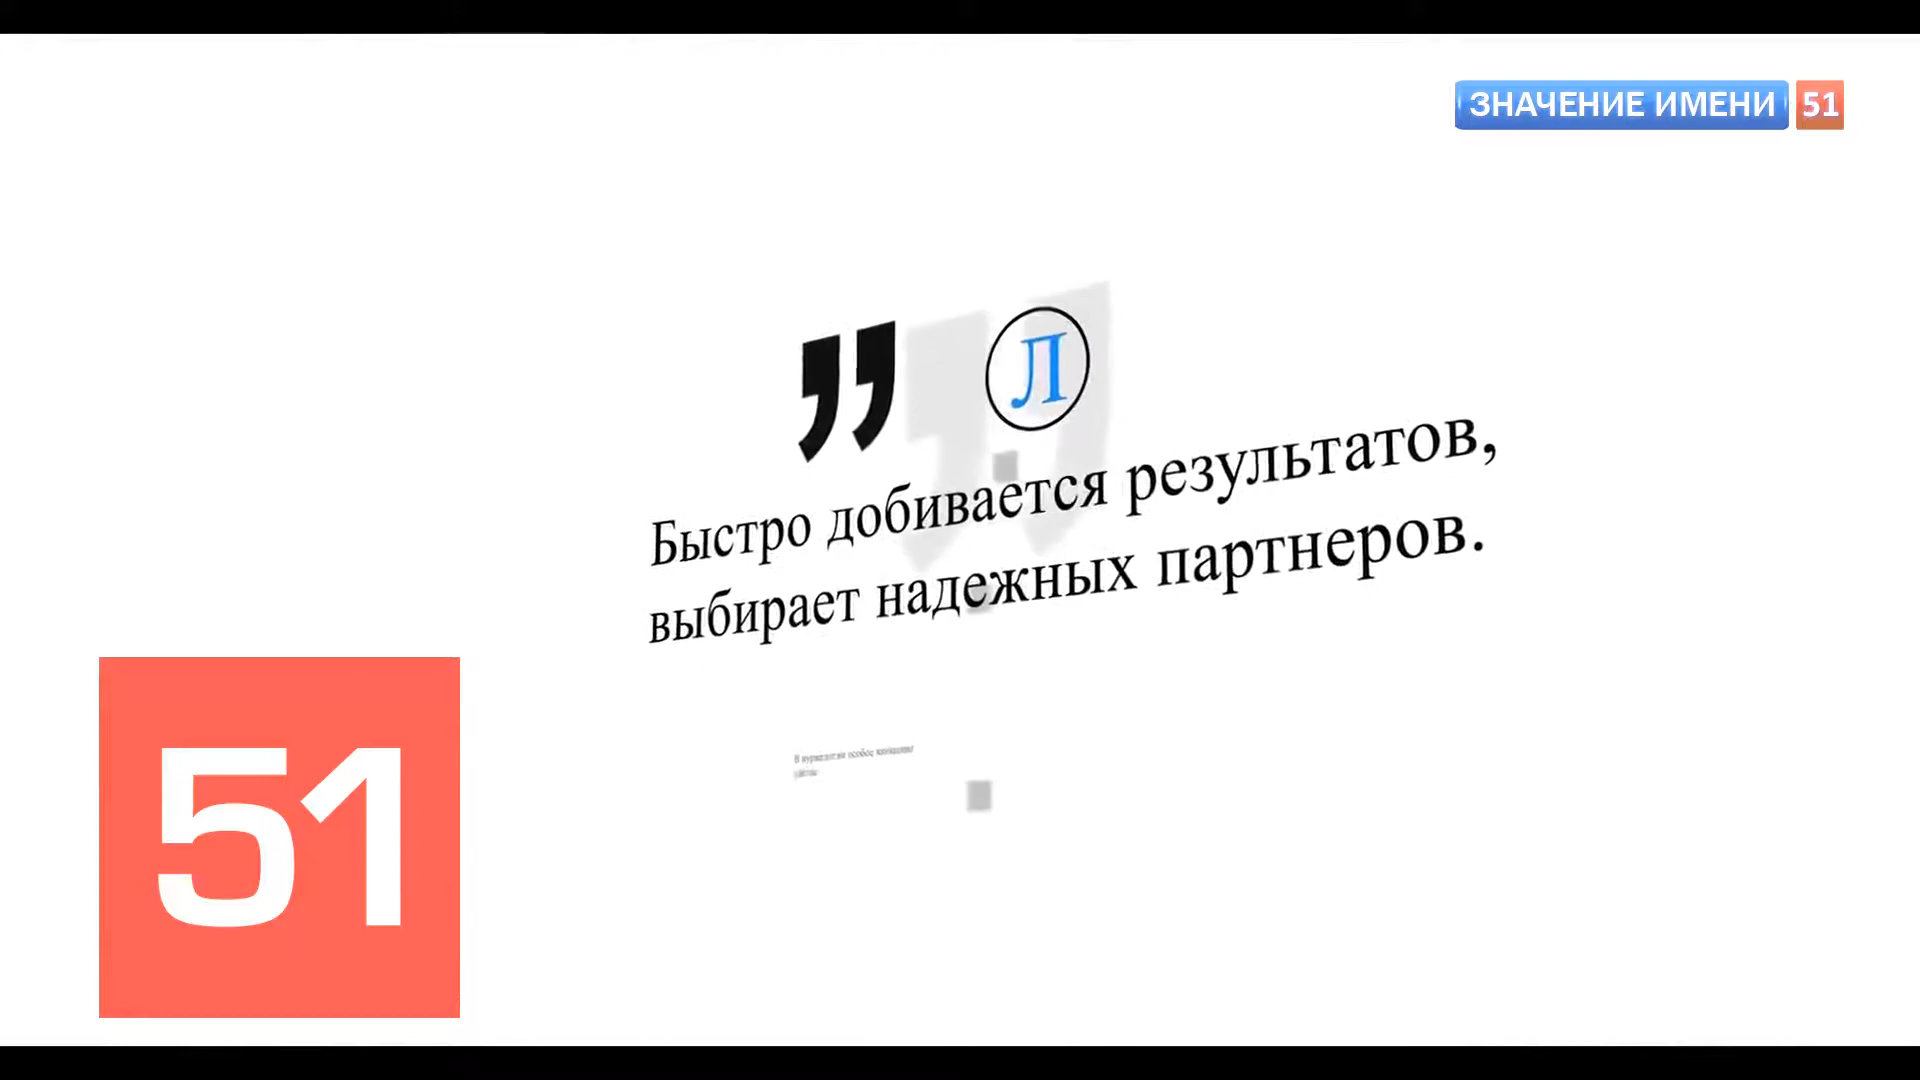 ЗНАЧЕНИЕ ИМЕНИ 51
Л
Быстро добивается результатов,
выбирает надежных партнеров.
51